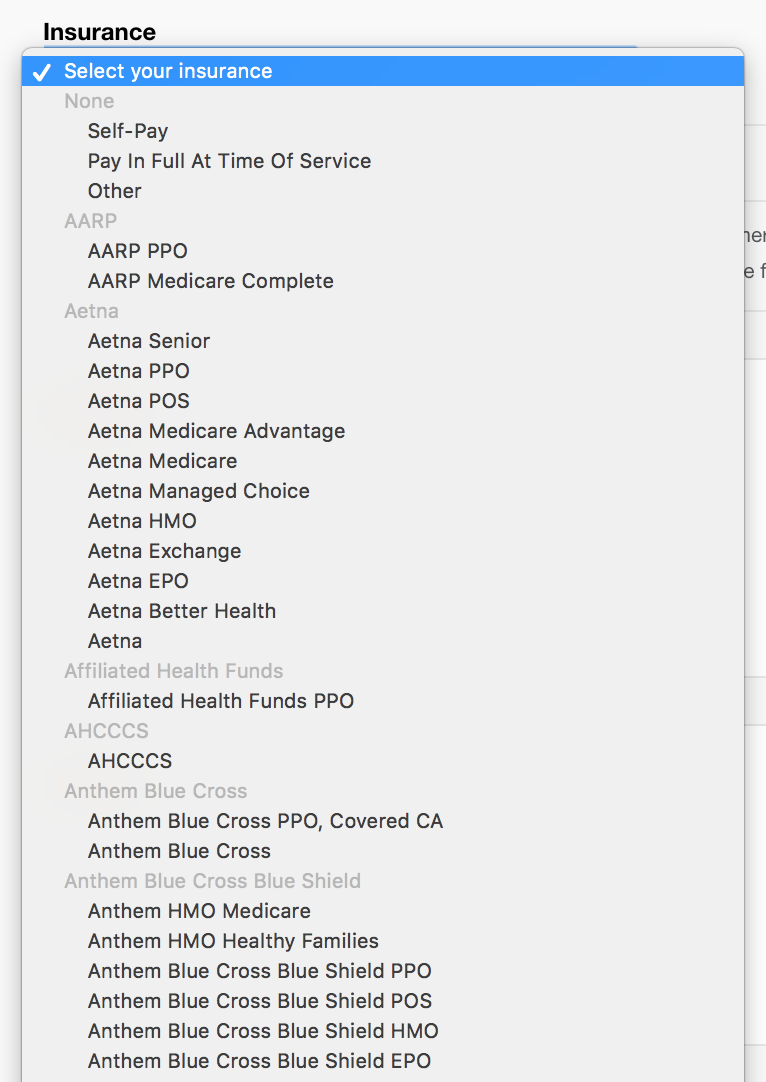 Insurance
✓ Select your insurance
None
Self-Pay
Pay In Full At Time Of Service
Other
AARP
AARP PPO
AARP Medicare Complete
Aetna
Aetna Senior
Aetna PPO
Aetna POS
Aetna Medicare Advantage
Aetna Medicare
Aetna Managed Choice
Aetna HMO
Aetna Exchange
Aetna EPO
Aetna Better Health
Aetna
Affiliated Health Funds
Affiliated Health Funds PPO
AHCCCS
AHCCCS
Anthem Blue Cross
Anthem Blue Cross PPO, Covered CA
Anthem Blue Cross
Anthem Blue Cross Blue Shield
Anthem HMO Medicare
Anthem HMO Healthy Families
Anthem Blue Cross Blue Shield PPO
Anthem Blue Cross Blue Shield POS
Anthem Blue Cross Blue Shield HMO
Anthem Blue Cross Blue Shield EPO